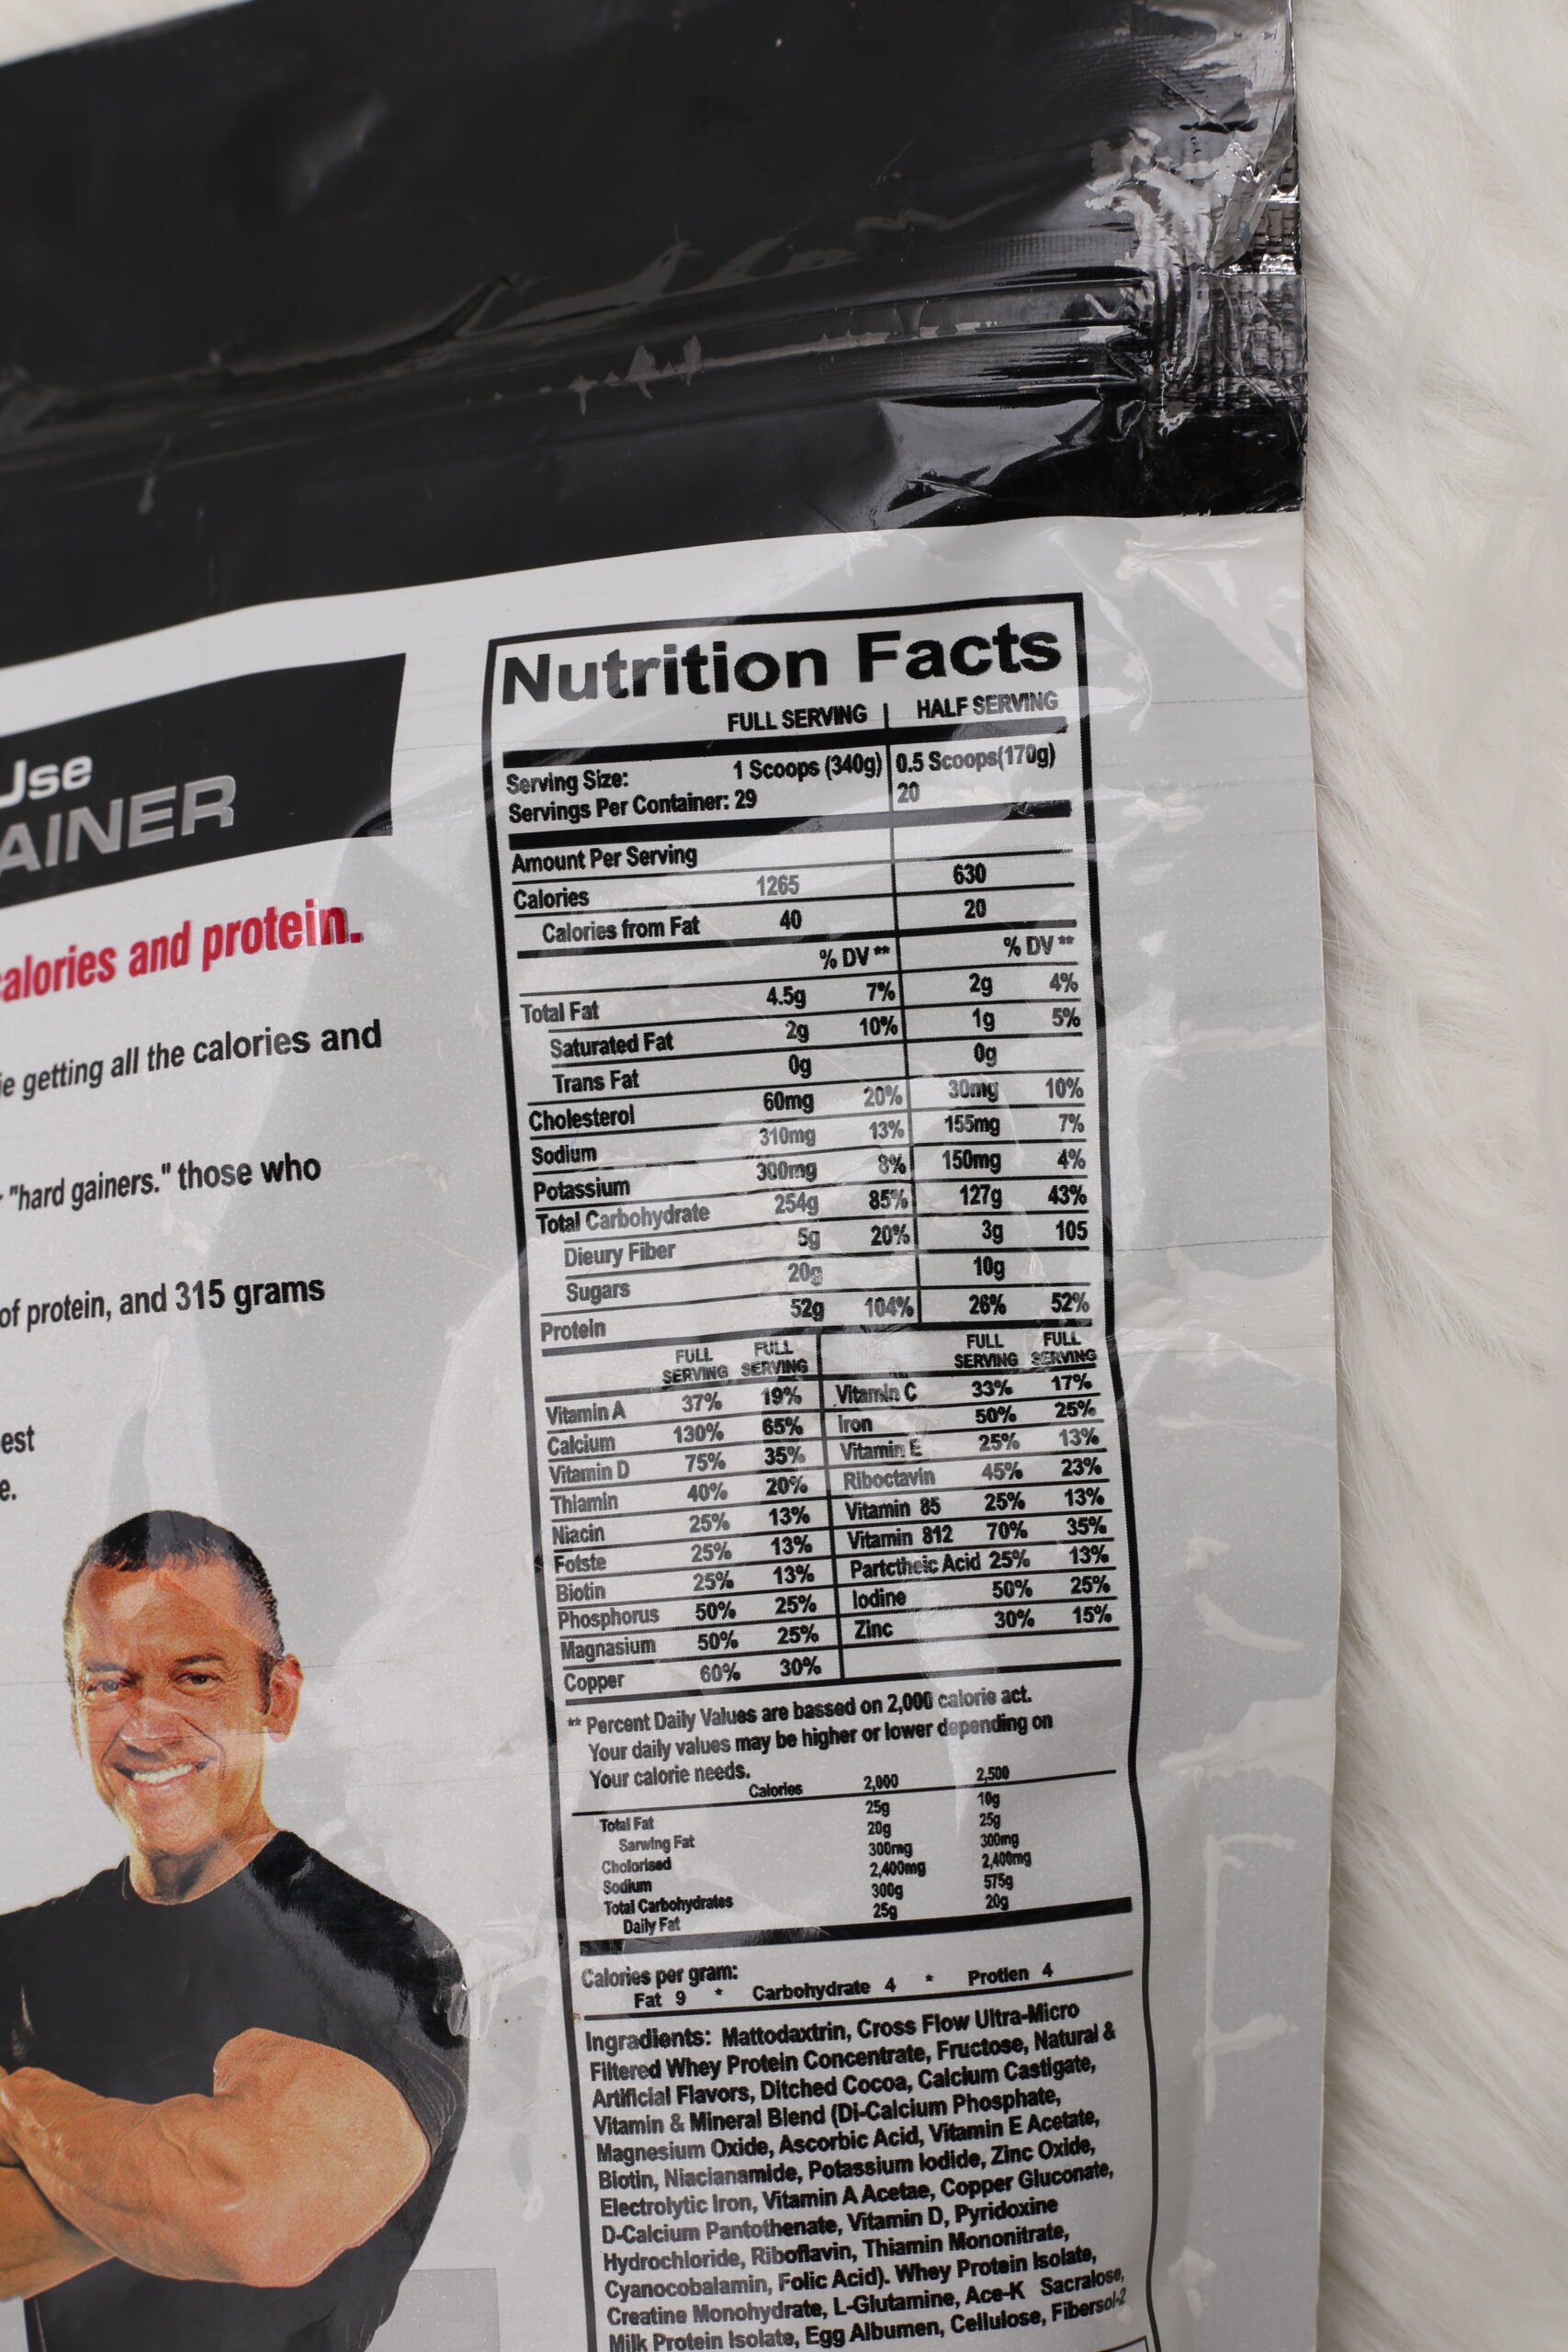 Use
AINER
calories and protein.
ie getting all the calories and
"hard gainers." those who
of protein, and 315 grams
est
e.
Nutrition Facts
FULL SERVING | HALF SERVING
Serving Size: 1 Scoops (340g) 0.5 Scoops(170g)
Servings Per Container: 29 20
Amount Per Serving
Calories 1265 630
Calories from Fat 40 20
% DV ** % DV **
Total Fat 4.5g 7% 2g 4%
Saturated Fat 2g 10% 1g 5%
Trans Fat 0g 0g
Cholesterol 60mg 20% 30mg 10%
Sodium 310mg 13% 155mg 7%
Potassium 300mg 8% 150mg 4%
Total Carbohydrate 254g 85% 127g 43%
Dieury Fiber 5g 20% 3g 105
Sugars 20g 10g
Protein 52g 104% 26% 52%
FULL FULL FULL FULL
SERVING SERVING SERVING SERVING
Vitamin A 37% 19% Vitamin C 33% 17%
Calcium 130% 65% Iron 50% 25%
Vitamin D 75% 35% Vitamin E 25% 13%
Thiamin 40% 20% Riboctavin 45% 23%
Niacin 25% 13% Vitamin 85 25% 13%
Fotste 25% 13% Vitamin 812 70% 35%
Biotin 25% 13% Partctheic Acid 25% 13%
Phosphorus 50% 25% Iodine 50% 25%
Magnasium 50% 25% Zinc 30% 15%
Copper 60% 30%
** Percent Daily Values are bassed on 2,000 calorie act.
Your daily values may be higher or lower depending on
Your calorie needs.
Calories 2,000 2,500
Total Fat 25g 10g
Sarwing Fat 20g 25g
Cholorised 300mg 300mg
Sodium 2,400mg 2,400mg
Total Carbohydrates 300g 575g
Daily Fat 25g 20g
Calories per gram:
Fat 9 * Carbohydrate 4 * Protien 4
Ingradients: Mattodaxtrin, Cross Flow Ultra-Micro
Filtered Whey Protein Concentrate, Fructose, Natural &
Artificial Flavors, Ditched Cocoa, Calcium Castigate,
Vitamin & Mineral Blend (Di-Calcium Phosphate,
Magnesium Oxide, Ascorbic Acid, Vitamin E Acetate,
Biotin, Niacianamide, Potassium Iodide, Zinc Oxide,
Electrolytic Iron, Vitamin A Acetae, Copper Gluconate,
D-Calcium Pantothenate, Vitamin D, Pyridoxine
Hydrochloride, Riboflavin, Thiamin Mononitrate,
Cyanocobalamin, Folic Acid). Whey Protein Isolate,
Creatine Monohydrate, L-Glutamine, Ace-K Sacralose,
Milk Protein Isolate, Egg Albumen, Cellulose, Fibersol-2